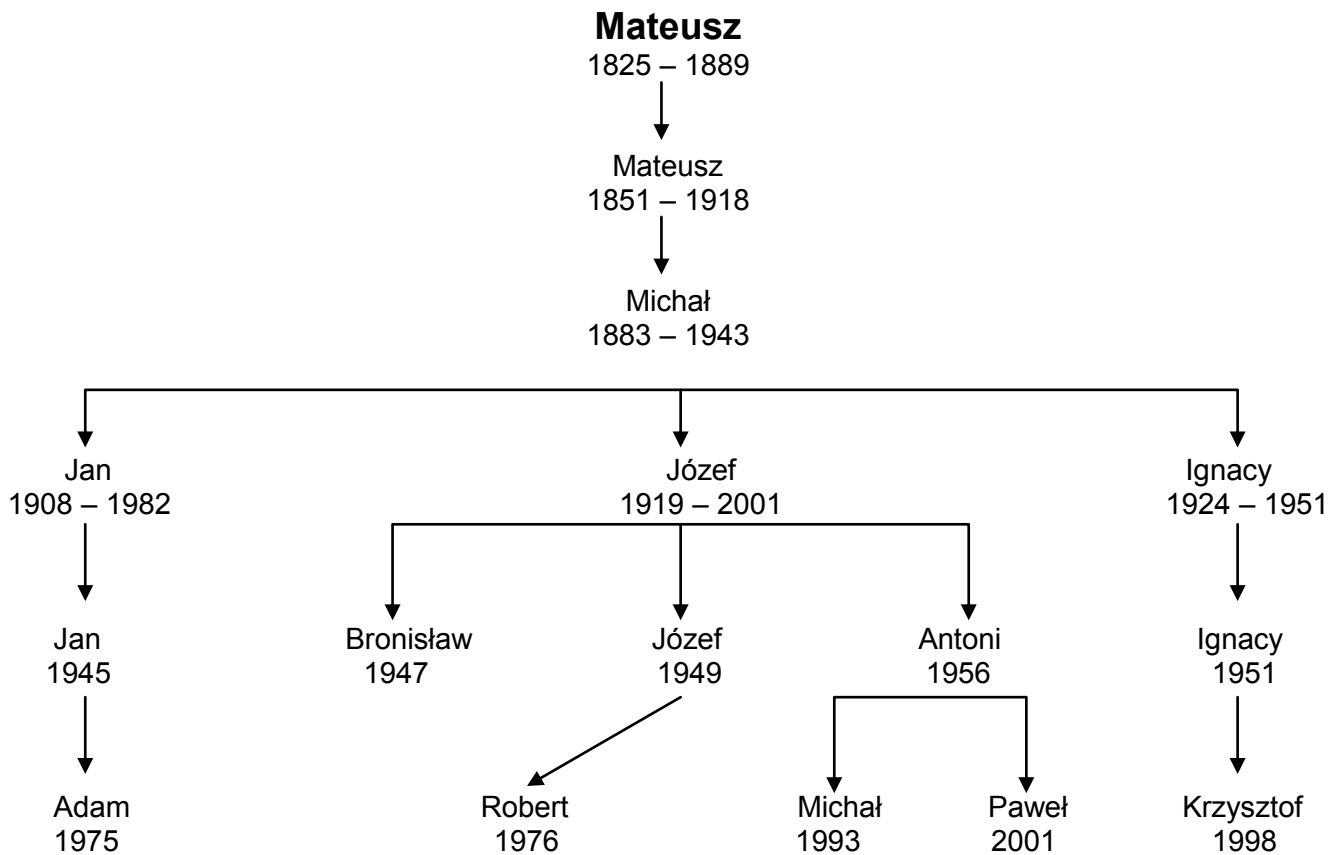 Mateusz
1825 – 1889
Mateusz
1851 – 1918
Michał
1883 – 1943
Jan
1908 – 1982
Józef
1919 – 2001
Ignacy
1924 – 1951
Jan
1945
Bronisław
1947
Józef
1949
Antoni
1956
Ignacy
1951
Adam
1975
Robert
1976
Michał
1993
Paweł
2001
Krzysztof
1998